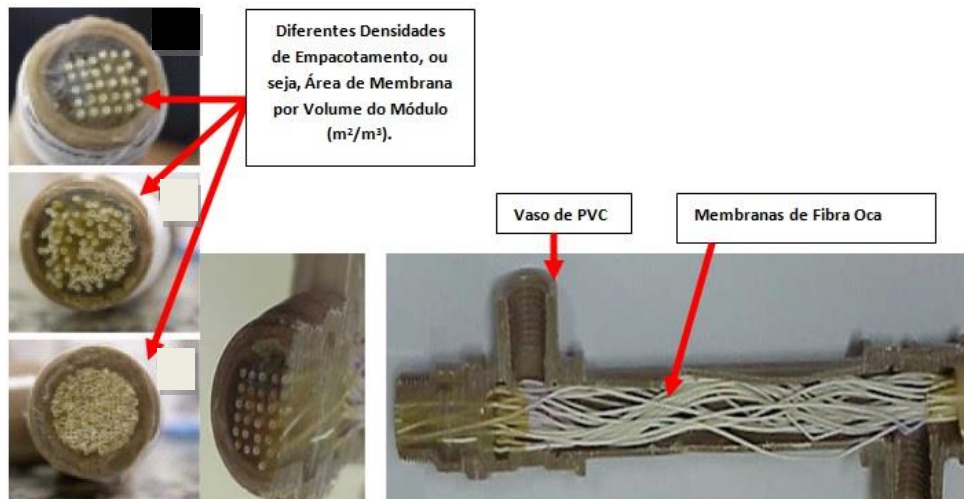 Diferentes Densidades
de Empacotamento, ou
seja, Área de Membrana
por Volume do Módulo
(m²/m³).
Vaso de PVC
Membranas de Fibra Oca